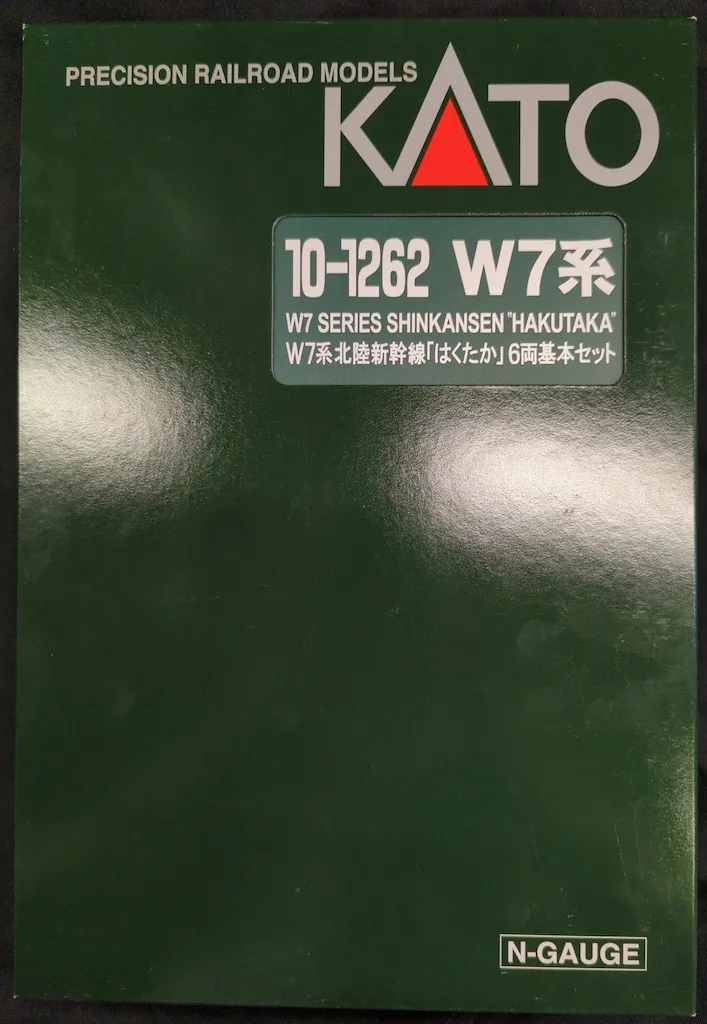 PRECISION RAILROAD MODELS
KATO
10-1262 W7系
W7 SERIES SHINKANSEN "HAKUTAKA"
W7系北陸新幹線「はくたか」6両基本セット
N-GAUGE